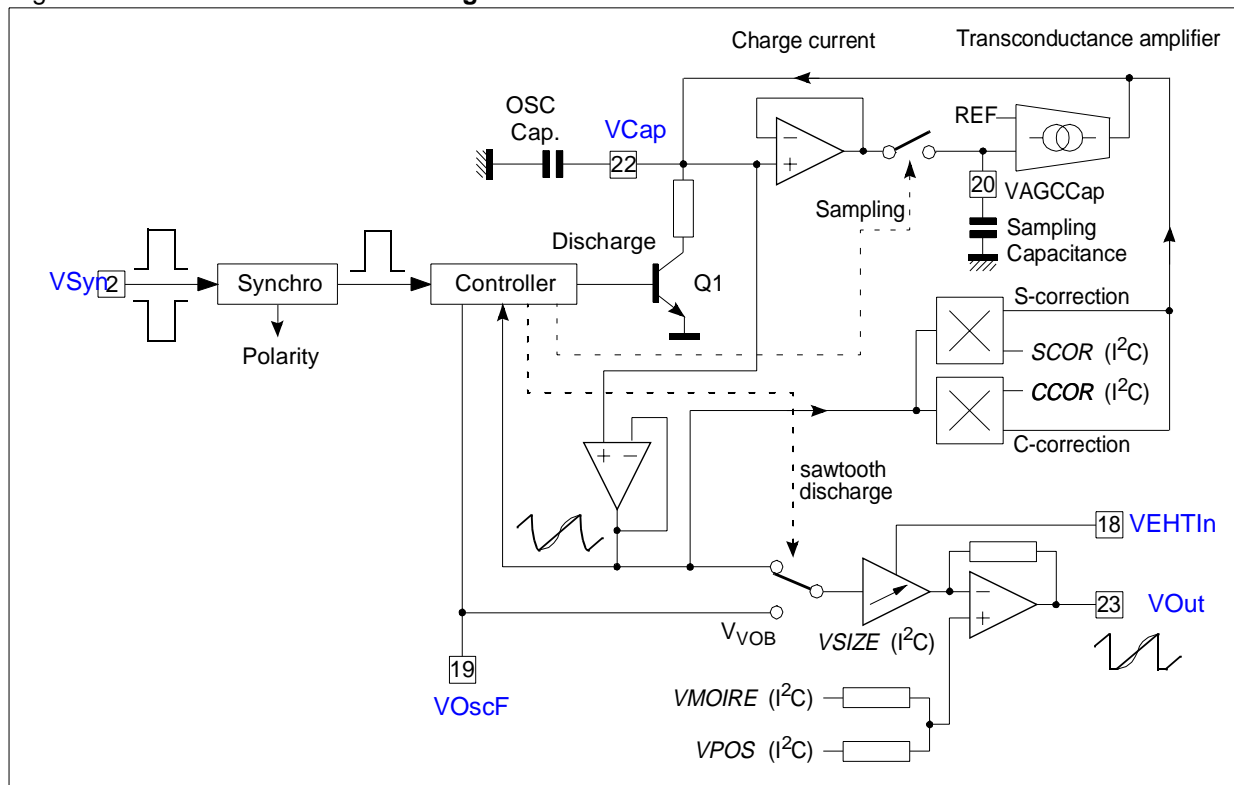 Charge current
Transconductance amplifier
OSC
Cap.
VCap
22
REF
20
VAGCCap
Sampling
Sampling
Capacitance
Discharge
Q1
VSyn
2
Synchro
Controller
Polarity
S-correction
SCOR (I²C)
CCOR (I²C)
C-correction
sawtooth
discharge
18
VEHTIn
23
VOut
V_VOB
VSIZE (I²C)
19
VOscF
VMOIRE (I²C)
VPOS (I²C)